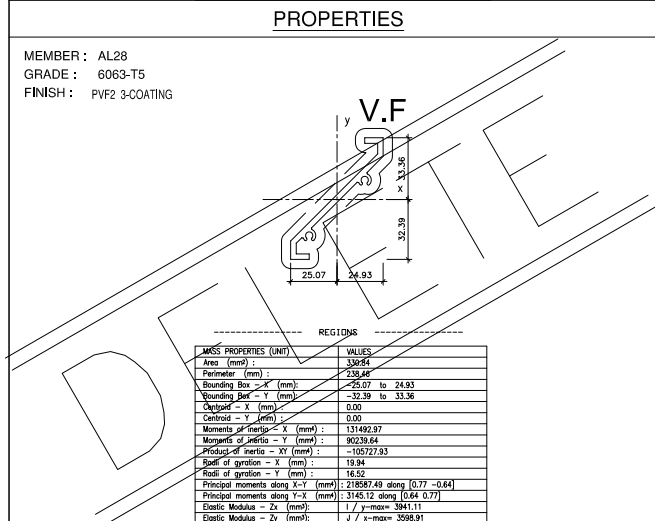 PROPERTIES
MEMBER : AL28
GRADE : 6063-T5
FINISH : PVF2 3-COATING
V.F
y
33.36
x
32.39
25.07 24.93
DELETE
REGIONS
MASS PROPERTIES (UNIT) VALUES
Area (mm²) : 330.84
Perimeter (mm) : 238.46
Bounding Box - X (mm): -25.07 to 24.93
Bounding Box - Y (mm): -32.39 to 33.36
Centroid - X (mm) : 0.00
Centroid - Y (mm) : 0.00
Moments of inertia - X (mm⁴) : 131492.97
Moments of inertia - Y (mm⁴) : 90239.64
Product of inertia - XY (mm⁴) : -105727.93
Radii of gyration - X (mm) : 19.94
Radii of gyration - Y (mm) : 16.52
Principal moments along X-Y (mm⁴) : 218587.49 along [0.77 -0.64]
Principal moments along Y-X (mm⁴) : 3145.12 along [0.64 0.77]
Elastic Modulus - Zx (mm³): I / y-max= 3941.11
Elastic Modulus - Zy (mm³): J / x-max= 3598.91